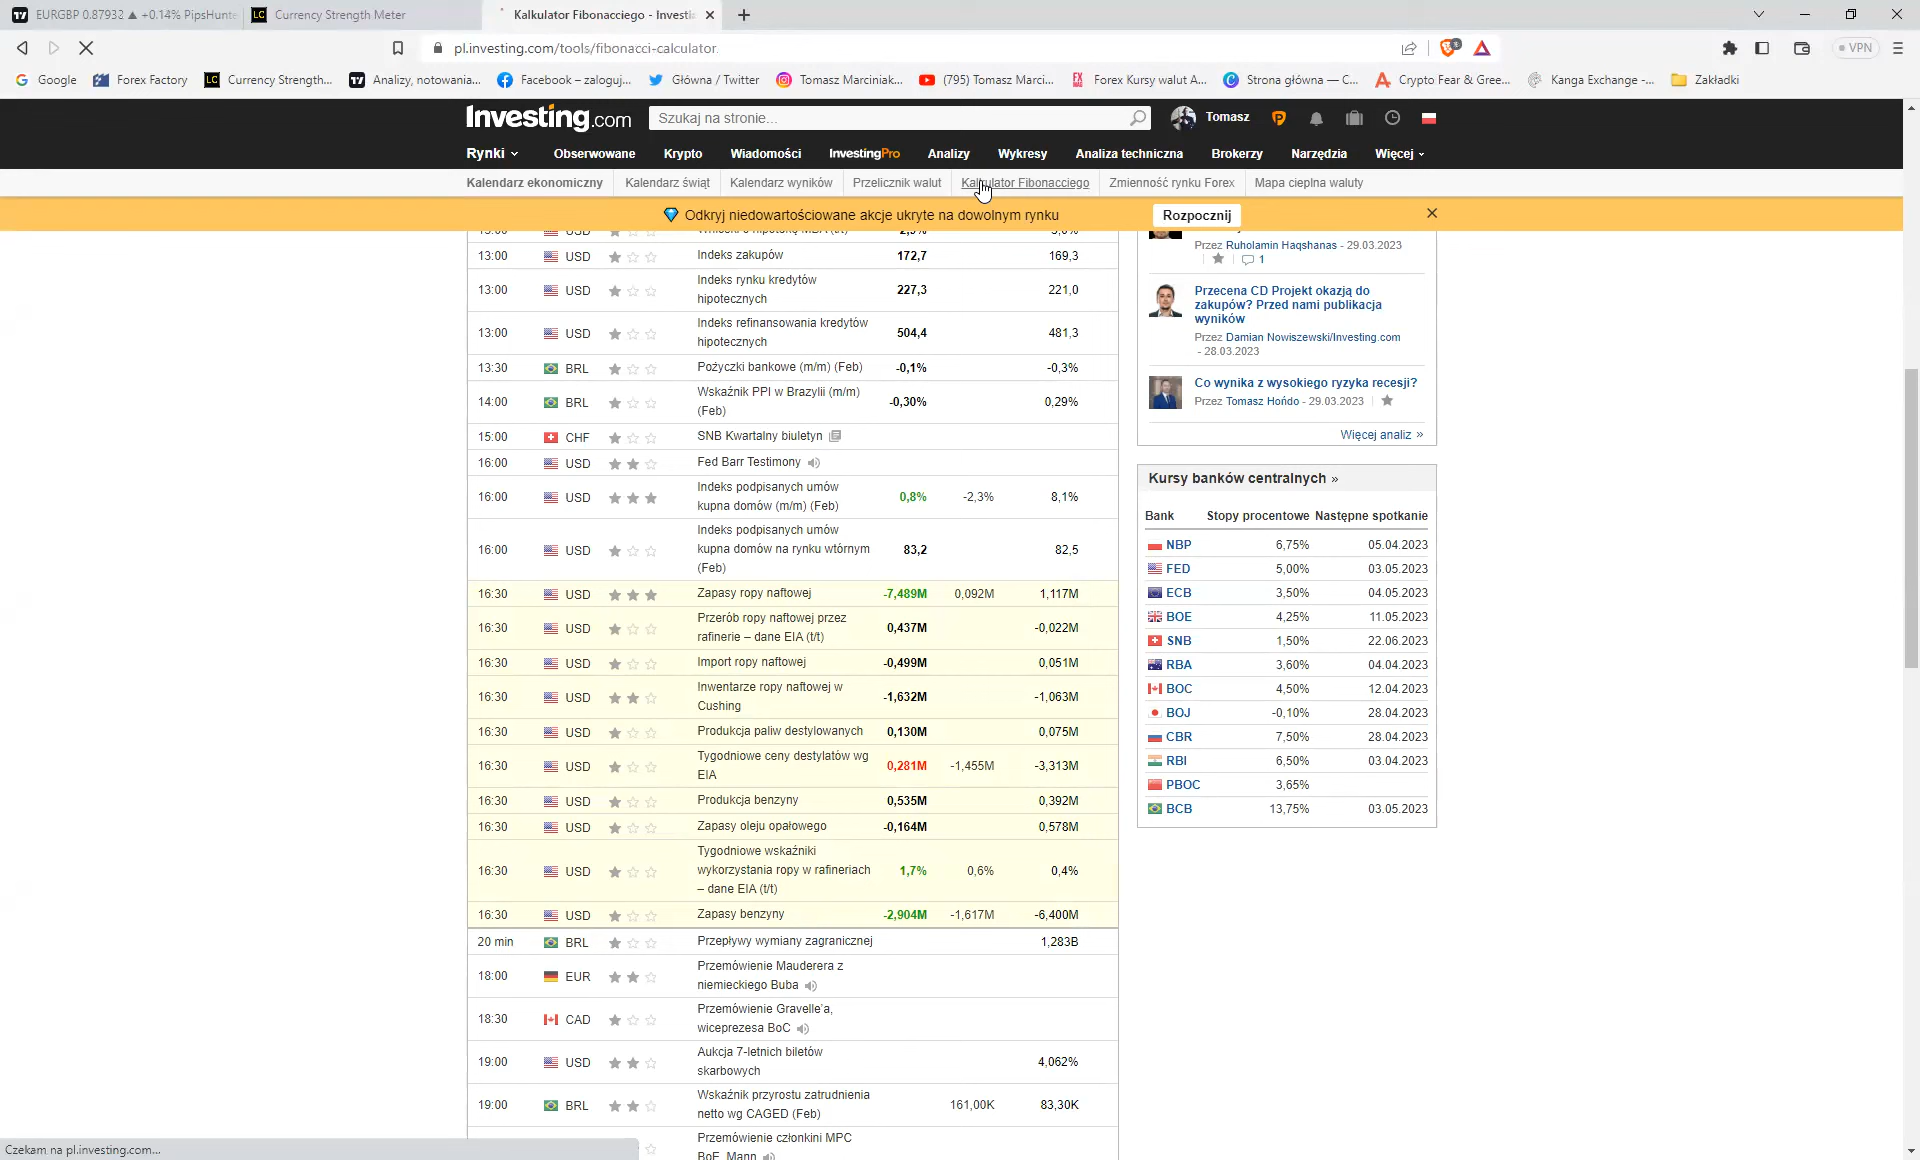 EURGBP 0.87932 ▲ +0.14% PipsHunte
Currency Strength Meter
Kalkulator Fibonacciego - Investi
pl.investing.com/tools/fibonacci-calculator
VPN
Google
Forex Factory
Currency Strength...
Analizy, notowania...
Facebook – zaloguj...
Główna / Twitter
Tomasz Marciniak...
(795) Tomasz Marci...
Forex Kursy walut A...
Strona główna — C...
Crypto Fear & Gree...
Kanga Exchange -...
Zakładki
Investing.com
Szukaj na stronie...
Tomasz
Rynki
Obserwowane
Krypto
Wiadomości
InvestingPro
Analizy
Wykresy
Analiza techniczna
Brokerzy
Narzędzia
Więcej
Kalendarz ekonomiczny
Kalendarz świąt
Kalendarz wyników
Przelicznik walut
Kalkulator Fibonacciego
Zmienność rynku Forex
Mapa cieplna waluty
Odkryj niedowartościowane akcje ukryte na dowolnym rynku
Rozpocznij
13:00 USD Indeks zakupów 172,7 169,3
13:00 USD Indeks rynku kredytów
hipotecznych 227,3 221,0
13:00 USD Indeks refinansowania kredytów
hipotecznych 504,4 481,3
13:30 BRL Pożyczki bankowe (m/m) (Feb) -0,1% -0,3%
14:00 BRL Wskaźnik PPI w Brazylii (m/m)
(Feb) -0,30% 0,29%
15:00 CHF SNB Kwartalny biuletyn
16:00 USD Fed Barr Testimony
16:00 USD Indeks podpisanych umów
kupna domów (m/m) (Feb) 0,8% -2,3% 8,1%
16:00 USD Indeks podpisanych umów
kupna domów na rynku wtórnym
(Feb) 83,2 82,5
16:30 USD Zapasy ropy naftowej -7,489M 0,092M 1,117M
16:30 USD Przerób ropy naftowej przez
rafinerie – dane EIA (t/t) 0,437M -0,022M
16:30 USD Import ropy naftowej -0,499M 0,051M
16:30 USD Inwentarze ropy naftowej w
Cushing -1,632M -1,063M
16:30 USD Produkcja paliw destylowanych 0,130M 0,075M
16:30 USD Tygodniowe ceny destylatów wg
EIA 0,281M -1,455M -3,313M
16:30 USD Produkcja benzyny 0,535M 0,392M
16:30 USD Zapasy oleju opałowego -0,164M 0,578M
16:30 USD Tygodniowe wskaźniki
wykorzystania ropy w rafineriach
– dane EIA (t/t) 1,7% 0,6% 0,4%
16:30 USD Zapasy benzyny -2,904M -1,617M -6,400M
20 min BRL Przepływy wymiany zagranicznej 1,283B
18:00 EUR Przemówienie Mauderera z
niemieckiego Buba
18:30 CAD Przemówienie Gravelle'a,
wiceprezesa BoC
19:00 USD Aukcja 7-letnich biletów
skarbowych 4,062%
19:00 BRL Wskaźnik przyrostu zatrudnienia
netto wg CAGED (Feb) 161,00K 83,30K
Przemówienie członkini MPC
BoE, Mann
Przez Ruholamin Haqshanas - 29.03.2023
1
Przecena CD Projekt okazją do
zakupów? Przed nami publikacja
wyników
Przez Damian Nowiszewski/Investing.com
- 28.03.2023
Co wynika z wysokiego ryzyka recesji?
Przez Tomasz Hońdo - 29.03.2023
Więcej analiz »
Kursy banków centralnych »
Bank Stopy procentowe Następne spotkanie
NBP 6,75% 05.04.2023
FED 5,00% 03.05.2023
ECB 3,50% 04.05.2023
BOE 4,25% 11.05.2023
SNB 1,50% 22.06.2023
RBA 3,60% 04.04.2023
BOC 4,50% 12.04.2023
BOJ -0,10% 28.04.2023
CBR 7,50% 28.04.2023
RBI 6,50% 03.04.2023
PBOC 3,65%
BCB 13,75% 03.05.2023
Czekam na pl.investing.com...